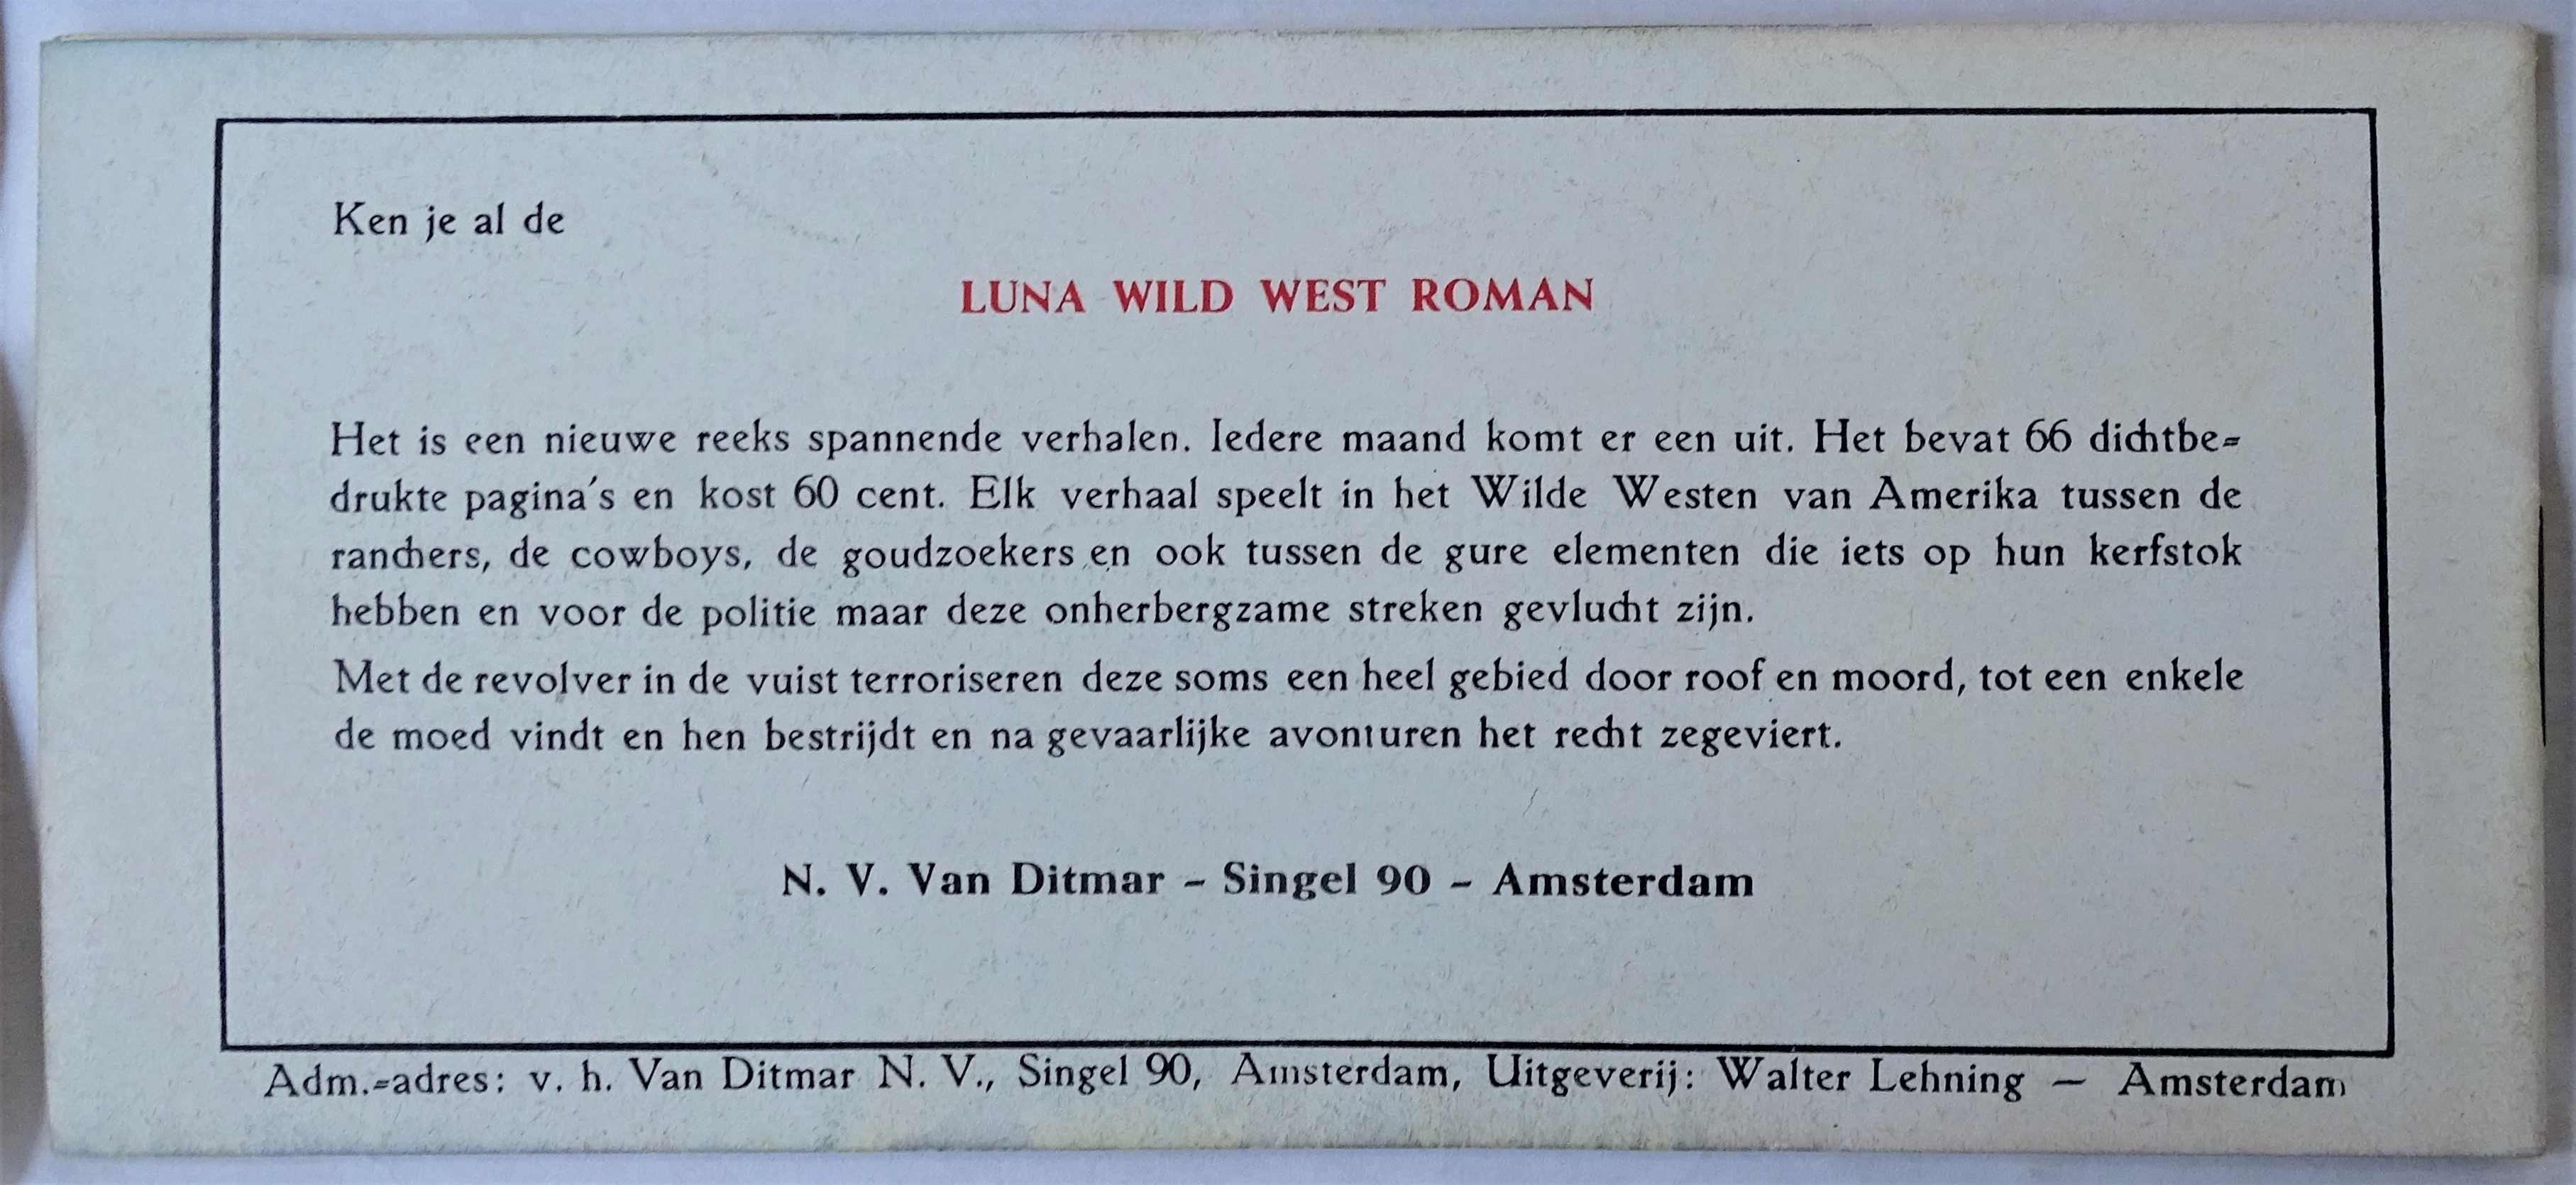 Ken je al de
LUNA WILD WEST ROMAN
Het is een nieuwe reeks spannende verhalen. Iedere maand komt er een uit. Het bevat 66 dichtbe=
drukte pagina's en kost 60 cent. Elk verhaal speelt in het Wilde Westen van Amerika tussen de
ranchers, de cowboys, de goudzoekers en ook tussen de gure elementen die iets op hun kerfstok
hebben en voor de politie maar deze onherbergzame streken gevlucht zijn.
Met de revolver in de vuist terroriseren deze soms een heel gebied door roof en moord, tot een enkele
de moed vindt en hen bestrijdt en na gevaarlijke avonturen het recht zegeviert.
N. V. Van Ditmar - Singel 90 - Amsterdam
Adm.=adres: v. h. Van Ditmar N. V., Singel 90, Amsterdam, Uitgeverij: Walter Lehning — Amsterdam